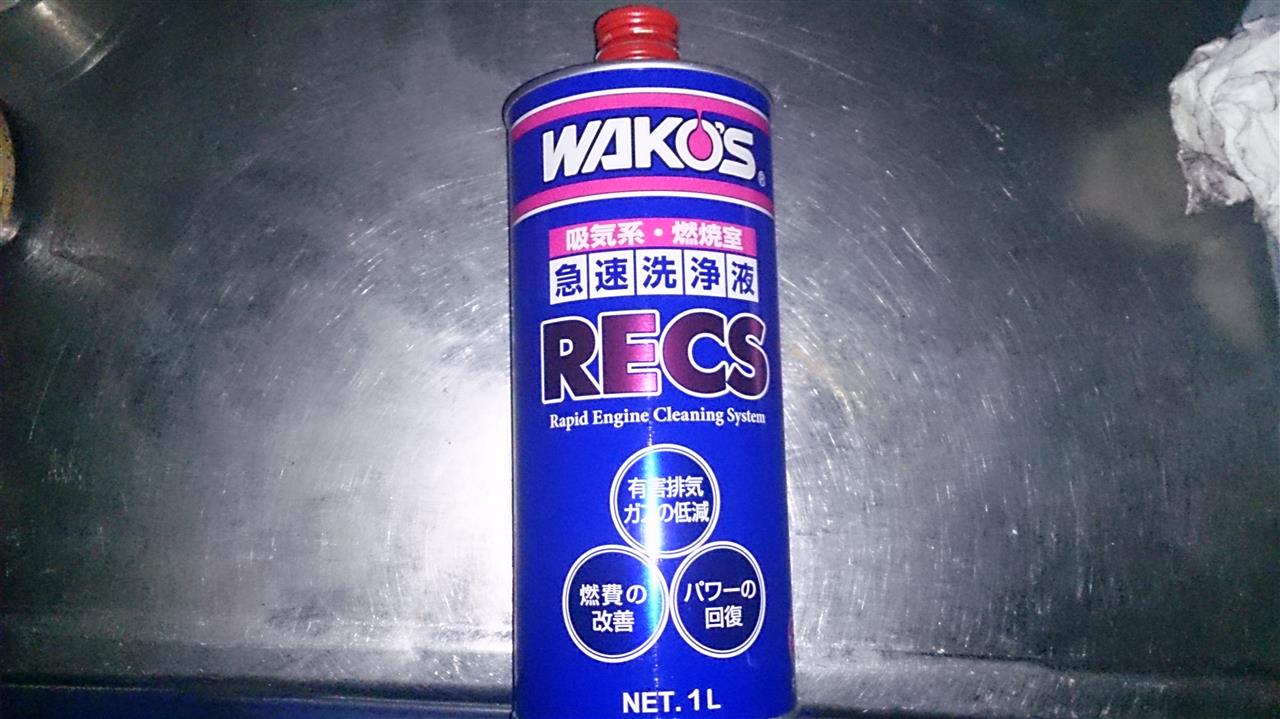 WAKO'S®
吸気系・燃焼室
急速洗浄液
RECS
Rapid Engine Cleaning System
有害排気
ガスの低減
燃費の
改善
パワーの
回復
NET. 1L